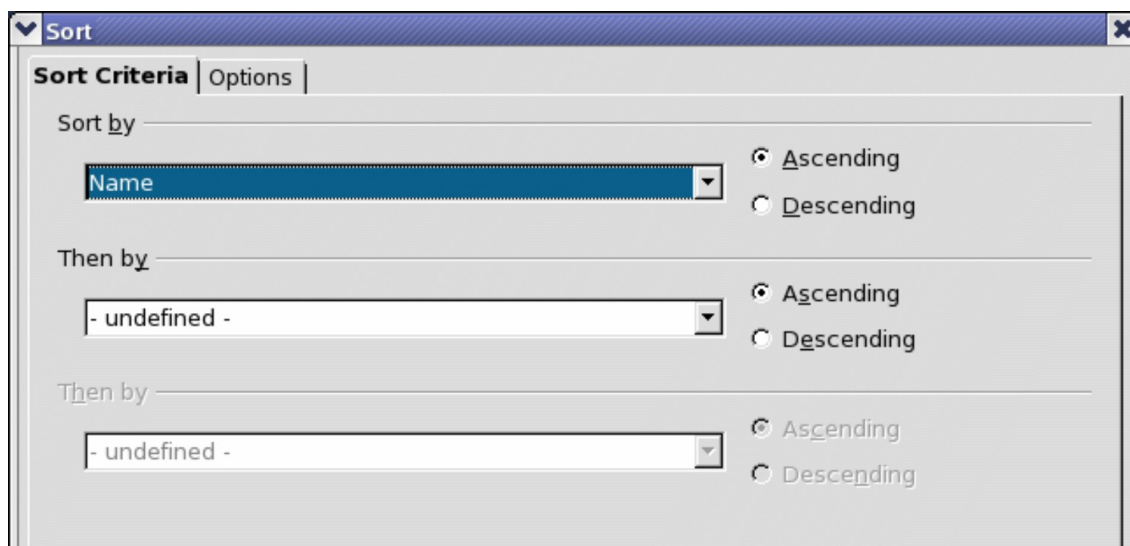 Sort
Sort Criteria Options
Sort by
Name
Ascending
Descending
Then by
- undefined -
Ascending
Descending
Then by
- undefined -
Ascending
Descending